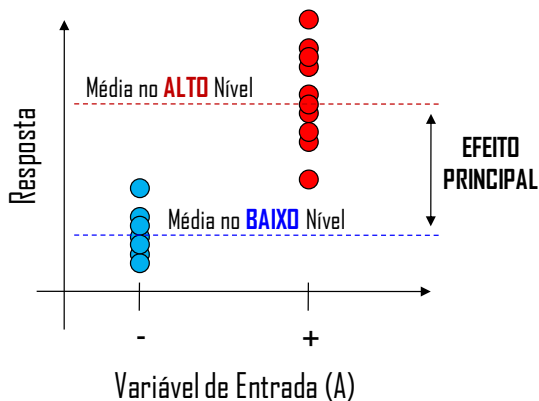 Média no ALTO Nível
Resposta
EFEITO
PRINCIPAL
Média no BAIXO Nível
- +
Variável de Entrada (A)